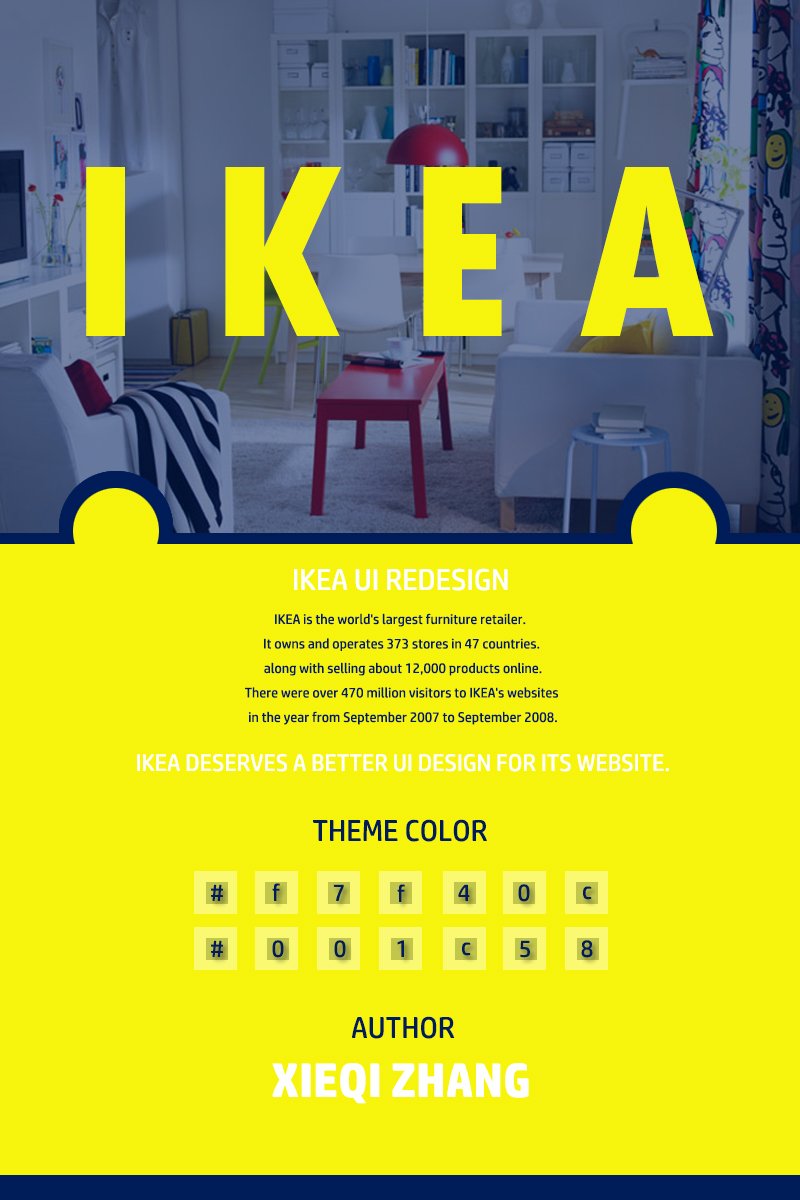 IKEA
IKEA UI REDESIGN
IKEA is the world's largest furniture retailer.
It owns and operates 373 stores in 47 countries.
along with selling about 12,000 products online.
There were over 470 million visitors to IKEA's websites
in the year from September 2007 to September 2008.
IKEA DESERVES A BETTER UI DESIGN FOR ITS WEBSITE.
THEME COLOR
# f 7 f 4 0 c
# 0 0 1 c 5 8
AUTHOR
XIEQI ZHANG